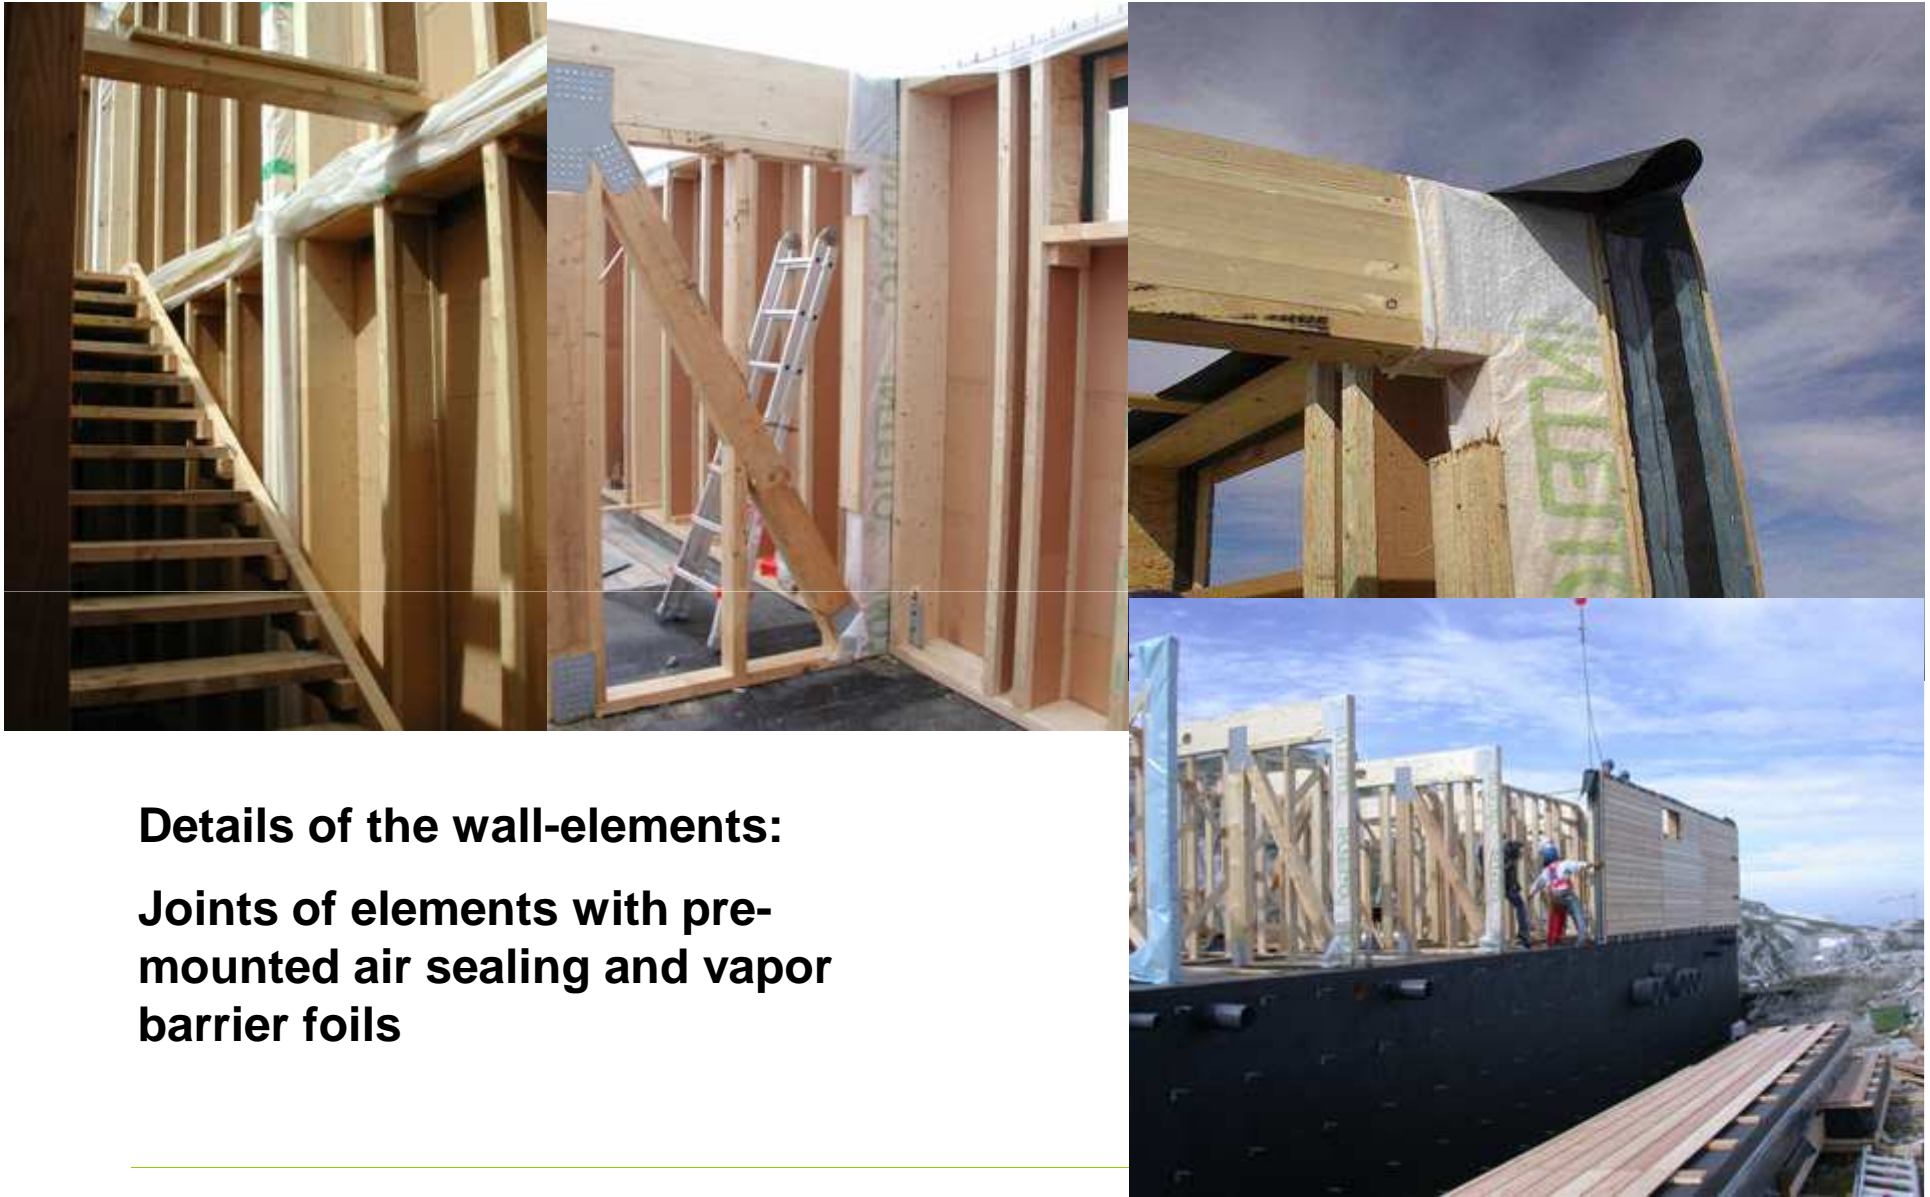 Details of the wall-elements:
Joints of elements with pre-
mounted air sealing and vapor
barrier foils